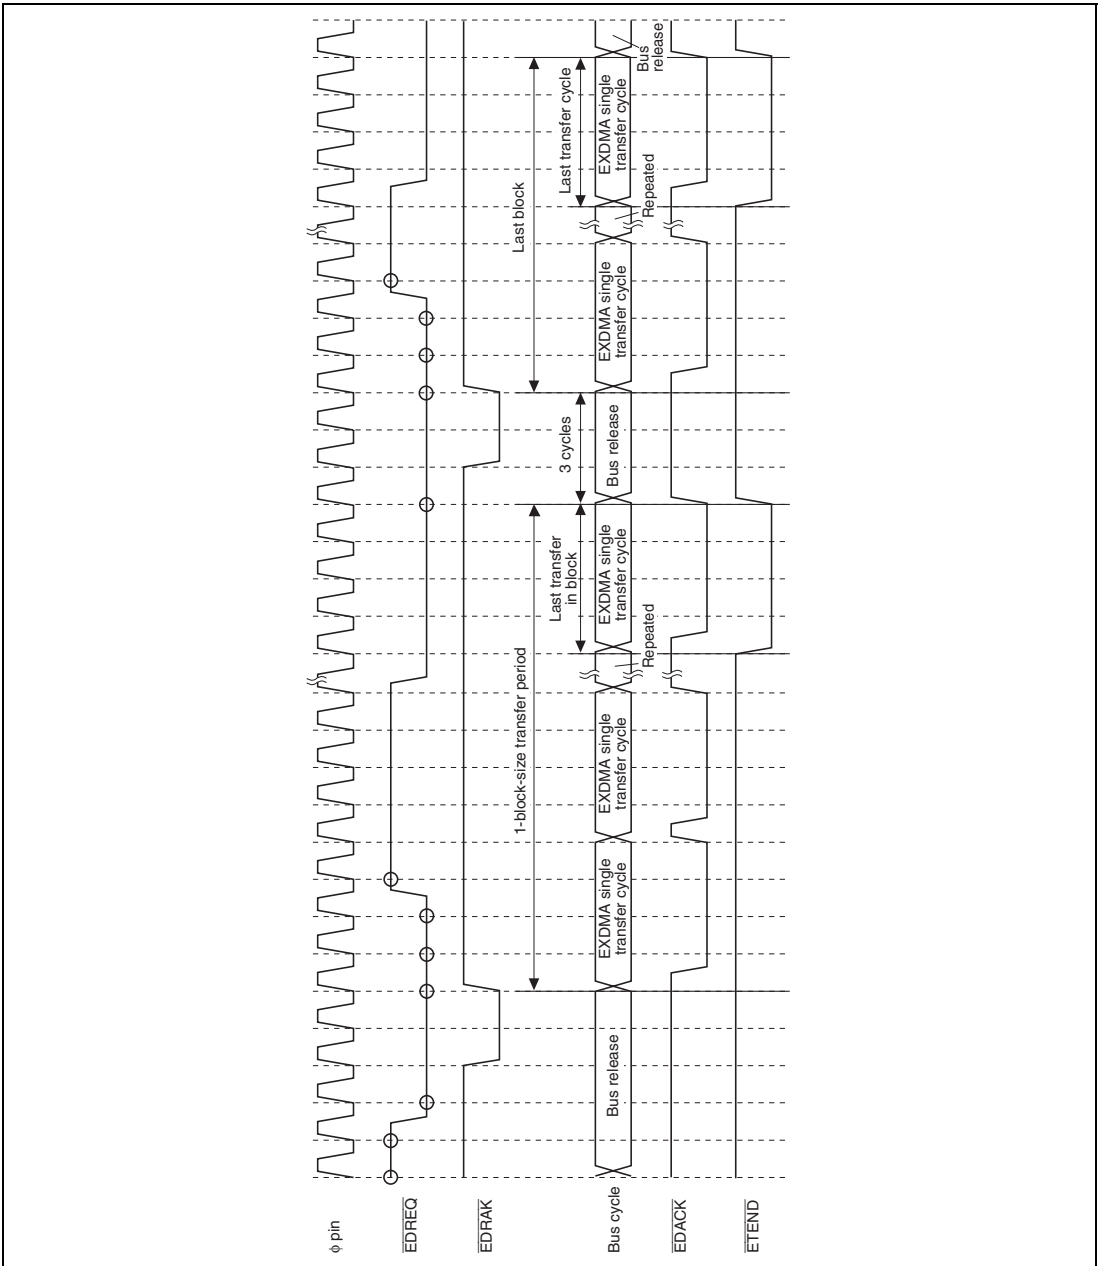 φ pin
EDREQ
EDRAK
1-block-size transfer period
Last block
Last transfer
in block
3 cycles
Last transfer cycle
Bus cycle
Bus release
EXDMA single
transfer cycle
EXDMA single
transfer cycle
Repeated
EXDMA single
transfer cycle
Bus release
EXDMA single
transfer cycle
Repeated
EXDMA single
transfer cycle
Bus
release
EDACK
ETEND